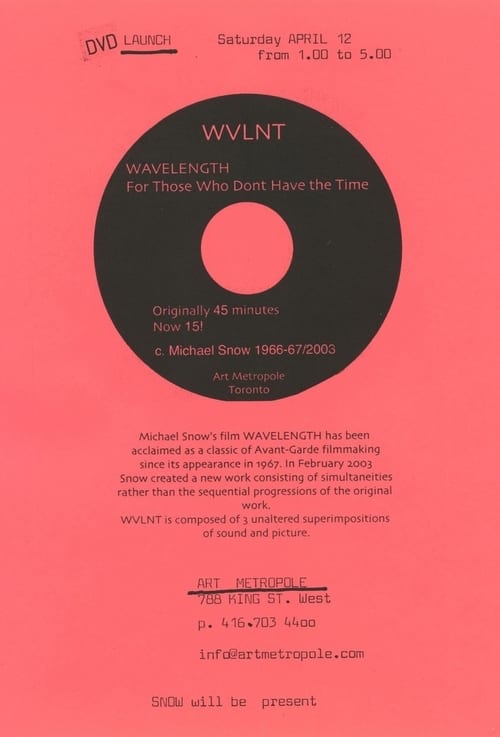 DVD LAUNCH
Saturday APRIL 12
from 1.00 to 5.00
WVLNT
WAVELENGTH
For Those Who Dont Have the Time
Originally 45 minutes
Now 15!
c. Michael Snow 1966-67/2003
Art Metropole
Toronto
Michael Snow's film WAVELENGTH has been
acclaimed as a classic of Avant-Garde filmmaking
since its appearance in 1967. In February 2003
Snow created a new work consisting of simultaneities
rather than the sequential progressions of the original
work.
WVLNT is composed of 3 unaltered superimpositions
of sound and picture.
ART METROPOLE
788 KING ST. West
p. 416.703 4400
info@artmetropole.com
SNOW will be present